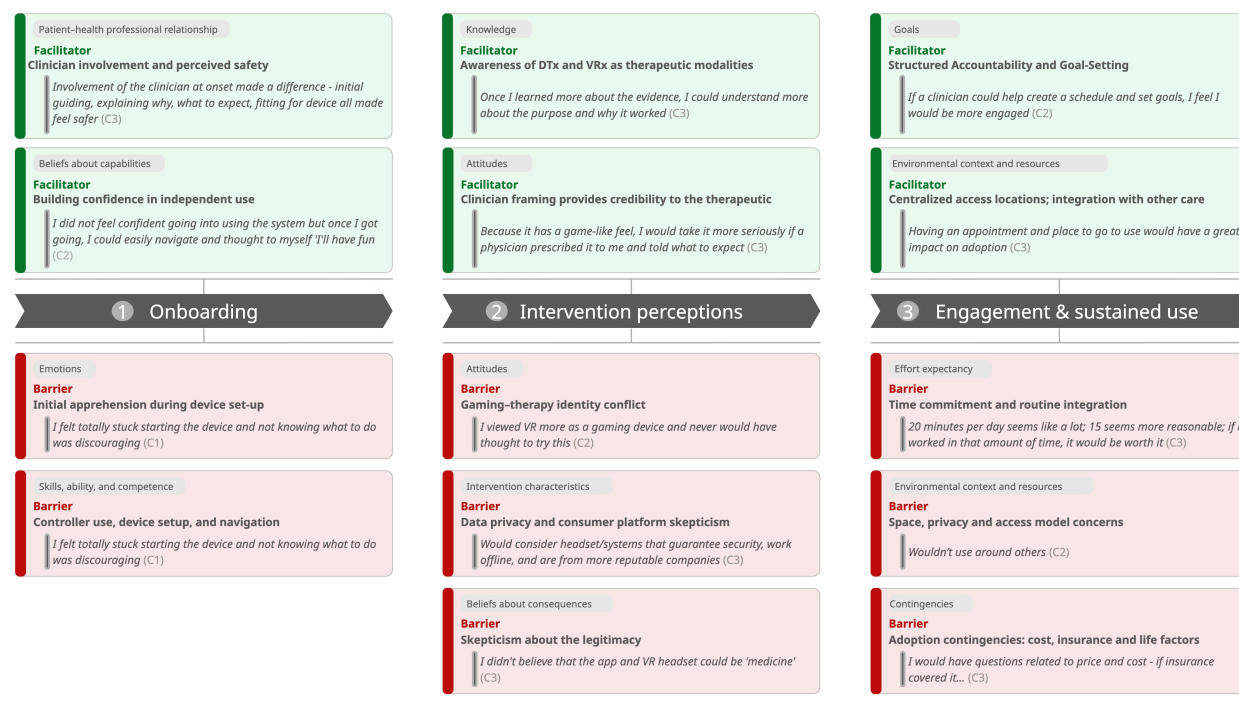 Patient–health professional relationship
Facilitator
Clinician involvement and perceived safety
Involvement of the clinician at onset made a difference - initial
guiding, explaining why, what to expect, fitting for device all made
feel safer (C3)
Beliefs about capabilities
Facilitator
Building confidence in independent use
I did not feel confident going into using the system but once I got
going, I could easily navigate and thought to myself 'I'll have fun
(C2)
1 Onboarding
Emotions
Barrier
Initial apprehension during device set-up
I felt totally stuck starting the device and not knowing what to do
was discouraging (C1)
Skills, ability, and competence
Barrier
Controller use, device setup, and navigation
I felt totally stuck starting the device and not knowing what to do
was discouraging (C1)
Knowledge
Facilitator
Awareness of DTx and VRx as therapeutic modalities
Once I learned more about the evidence, I could understand more
about the purpose and why it worked (C3)
Attitudes
Facilitator
Clinician framing provides credibility to the therapeutic
Because it has a game-like feel, I would take it more seriously if a
physician prescribed it to me and told what to expect (C3)
2 Intervention perceptions
Attitudes
Barrier
Gaming–therapy identity conflict
I viewed VR more as a gaming device and never would have
thought to try this (C2)
Intervention characteristics
Barrier
Data privacy and consumer platform skepticism
Would consider headset/systems that guarantee security, work
offline, and are from more reputable companies (C3)
Beliefs about consequences
Barrier
Skepticism about the legitimacy
I didn't believe that the app and VR headset could be 'medicine'
(C3)
Goals
Facilitator
Structured Accountability and Goal-Setting
If a clinician could help create a schedule and set goals, I feel I
would be more engaged (C2)
Environmental context and resources
Facilitator
Centralized access locations; integration with other care
Having an appointment and place to go to use would have a great
impact on adoption (C3)
3 Engagement & sustained use
Effort expectancy
Barrier
Time commitment and routine integration
20 minutes per day seems like a lot; 15 seems more reasonable; if
worked in that amount of time, it would be worth it (C3)
Environmental context and resources
Barrier
Space, privacy and access model concerns
Wouldn't use around others (C2)
Contingencies
Barrier
Adoption contingencies: cost, insurance and life factors
I would have questions related to price and cost - if insurance
covered it... (C3)